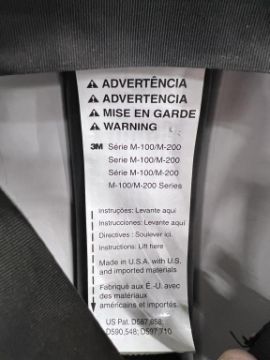 ADVERTÊNCIA
ADVERTENCIA
MISE EN GARDE
WARNING
3M Série M-100/M-200
Serie M-100/M-200
Série M-100/M-200
M-100/M-200 Series
Instruções: Levante aqui
Instrucciones: Levante aqui
Directives : Soulever ici.
Instructions: Lift here
Made in U.S.A. with U.S.
and imported materials
Fabriqué aux É.-U. avec
des matériaux
américains et importés.
US Pat. D587,658;
D590,548; D597,710